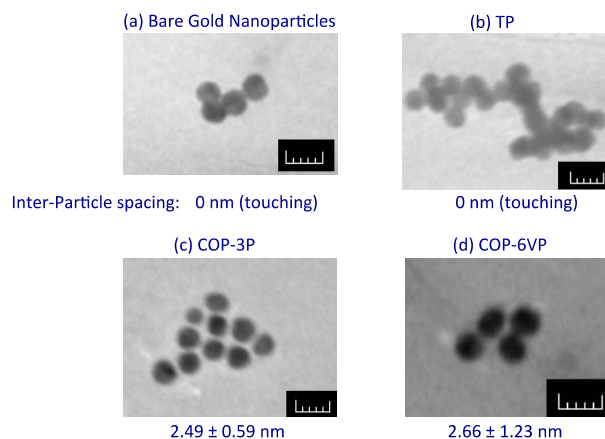 (a) Bare Gold Nanoparticles
(b) TP
Inter-Particle spacing: 0 nm (touching)
0 nm (touching)
(c) COP-3P
(d) COP-6VP
2.49 ± 0.59 nm
2.66 ± 1.23 nm